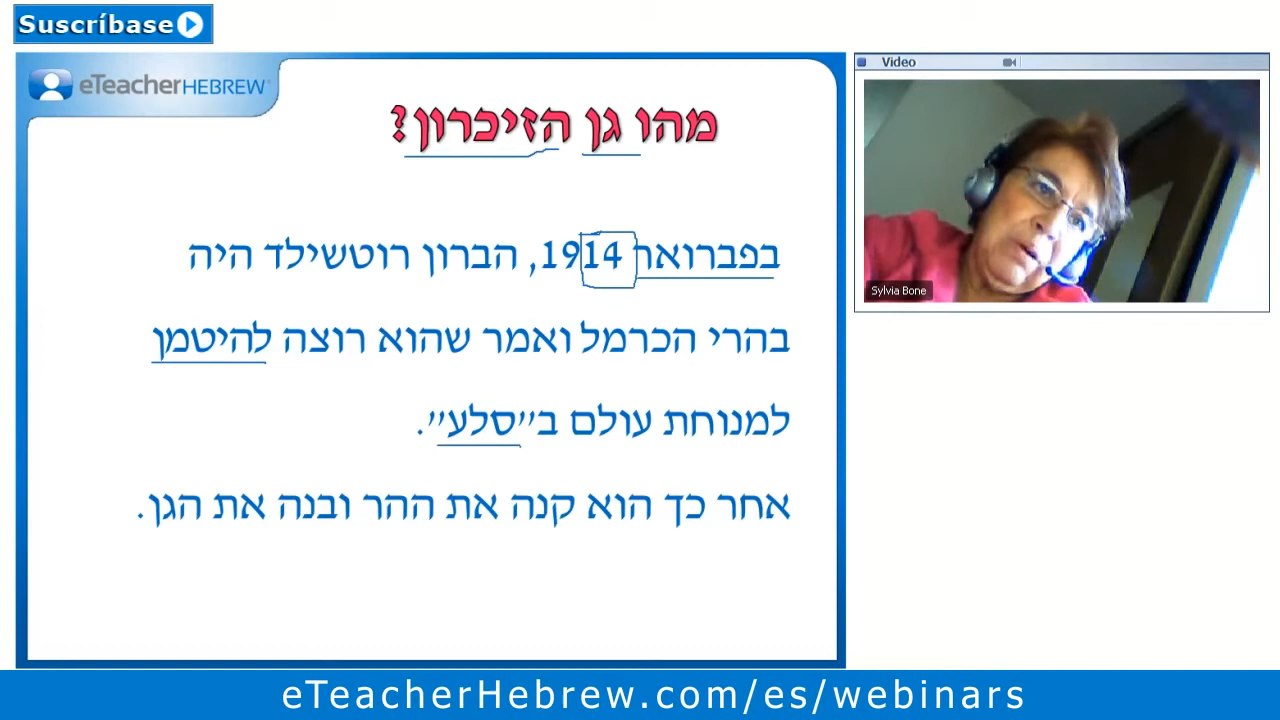 Suscríbase
eTeacherHEBREW
Video
מהו גן הזיכרון?
בפברואר 1914, הברון רוטשילד היה
בהרי הכרמל ואמר שהוא רוצה להיטמן
למנוחת עולם ב״סלע״.
אחר כך הוא קנה את ההר ובנה את הגן.
Sylvia Bone
eTeacherHebrew.com/es/webinars